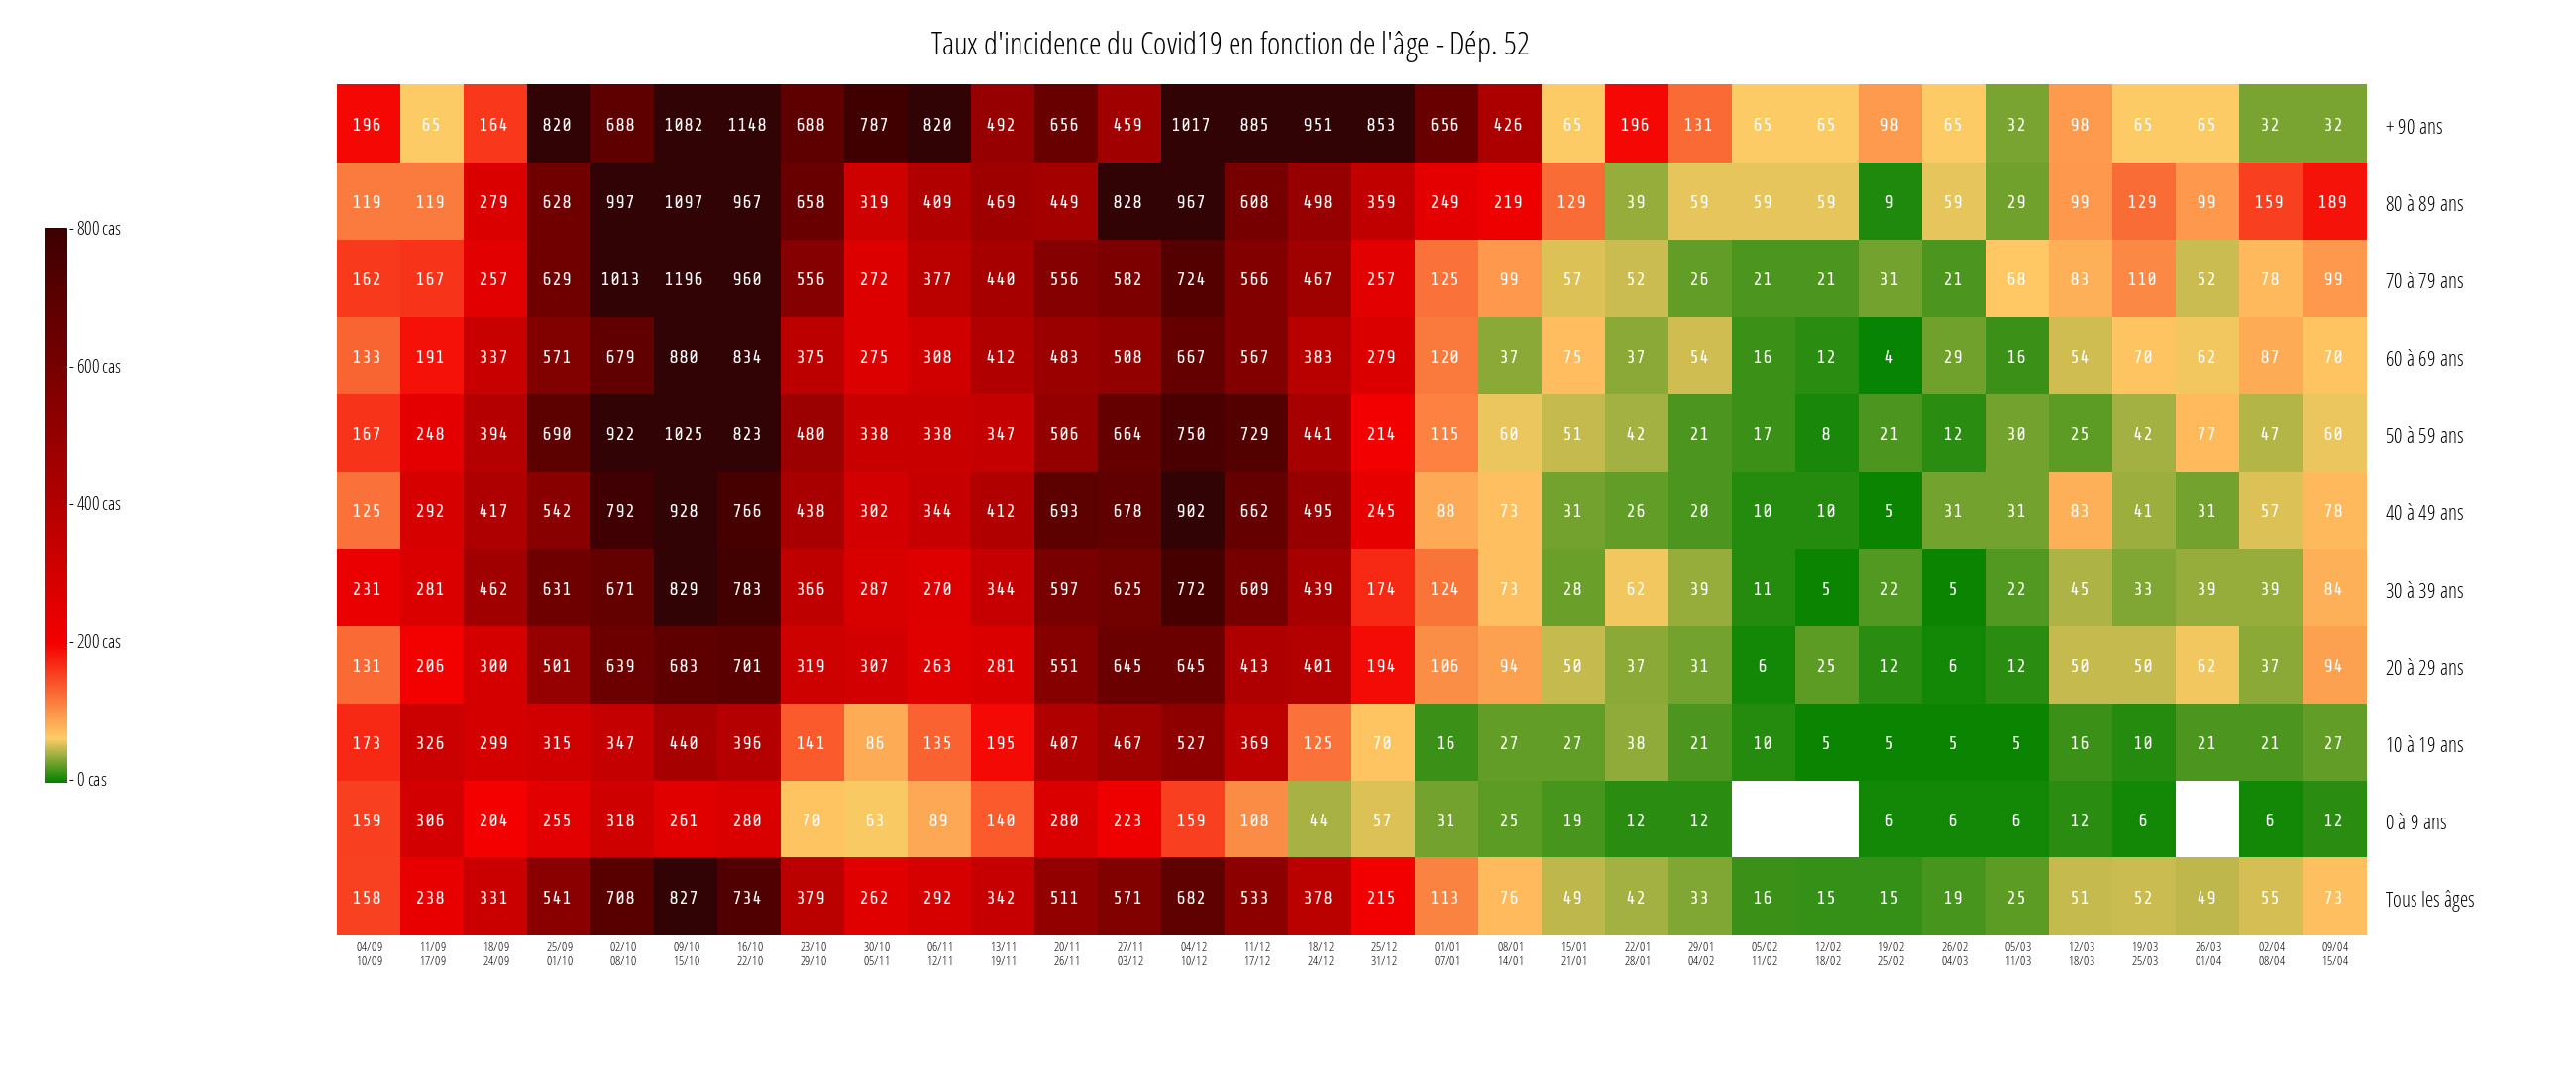 Taux d'incidence du Covid19 en fonction de l'âge - Dép. 52
- 800 cas
- 600 cas
- 400 cas
- 200 cas
- 0 cas
196 65 164 820 688 1082 1148 688 787 820 492 656 459 1017 885 951 853 656 426 65 196 131 65 65 98 65 32 98 65 65 32 32 + 90 ans
119 119 279 628 997 1097 967 658 319 409 469 449 828 967 608 498 359 249 219 129 39 59 59 59 9 59 29 99 129 99 159 189 80 à 89 ans
162 167 257 629 1013 1196 960 556 272 377 440 556 582 724 566 467 257 125 99 57 52 26 21 21 31 21 68 83 110 52 78 99 70 à 79 ans
133 191 337 571 679 880 834 375 275 308 412 483 508 667 567 383 279 120 37 75 37 54 16 12 4 29 16 54 70 62 87 70 60 à 69 ans
167 248 394 690 922 1025 823 480 338 338 347 506 664 750 729 441 214 115 60 51 42 21 17 8 21 12 30 25 42 77 47 60 50 à 59 ans
125 292 417 542 792 928 766 438 302 344 412 693 678 902 662 495 245 88 73 31 26 20 10 10 5 31 31 83 41 31 57 78 40 à 49 ans
231 281 462 631 671 829 783 366 287 270 344 597 625 772 609 439 174 124 73 28 62 39 11 5 22 5 22 45 33 39 39 84 30 à 39 ans
131 206 300 501 639 683 701 319 307 263 281 551 645 645 413 401 194 106 94 50 37 31 6 25 12 6 12 50 50 62 37 94 20 à 29 ans
173 326 299 315 347 440 396 141 86 135 195 407 467 527 369 125 70 16 27 27 38 21 10 5 5 5 5 16 10 21 21 27 10 à 19 ans
159 306 204 255 318 261 280 70 63 89 140 280 223 159 108 44 57 31 25 19 12 12 6 6 6 12 6 6 12 0 à 9 ans
158 238 331 541 708 827 734 379 262 292 342 511 571 682 533 378 215 113 76 49 42 33 16 15 15 19 25 51 52 49 55 73 Tous les âges
04/09 11/09 18/09 25/09 02/10 09/10 16/10 23/10 30/10 06/11 13/11 20/11 27/11 04/12 11/12 18/12 25/12 01/01 08/01 15/01 22/01 29/01 05/02 12/02 19/02 26/02 05/03 12/03 19/03 26/03 02/04 09/04
10/09 17/09 24/09 01/10 08/10 15/10 22/10 29/10 05/11 12/11 19/11 26/11 03/12 10/12 17/12 24/12 31/12 07/01 14/01 21/01 28/01 04/02 11/02 18/02 25/02 04/03 11/03 18/03 25/03 01/04 08/04 15/04